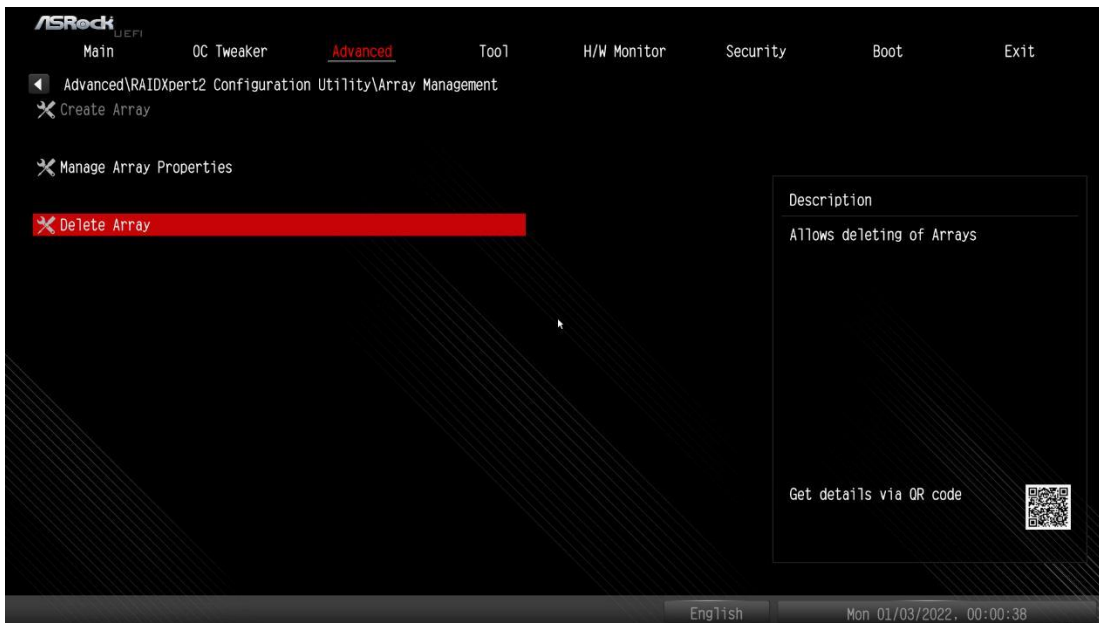 ASRock
UEFI
Main OC Tweaker Advanced Tool H/W Monitor Security Boot Exit
Advanced\RAIDXpert2 Configuration Utility\Array Management
Create Array
Manage Array Properties
Delete Array
Description
Allows deleting of Arrays
Get details via QR code
English Mon 01/03/2022, 00:00:38